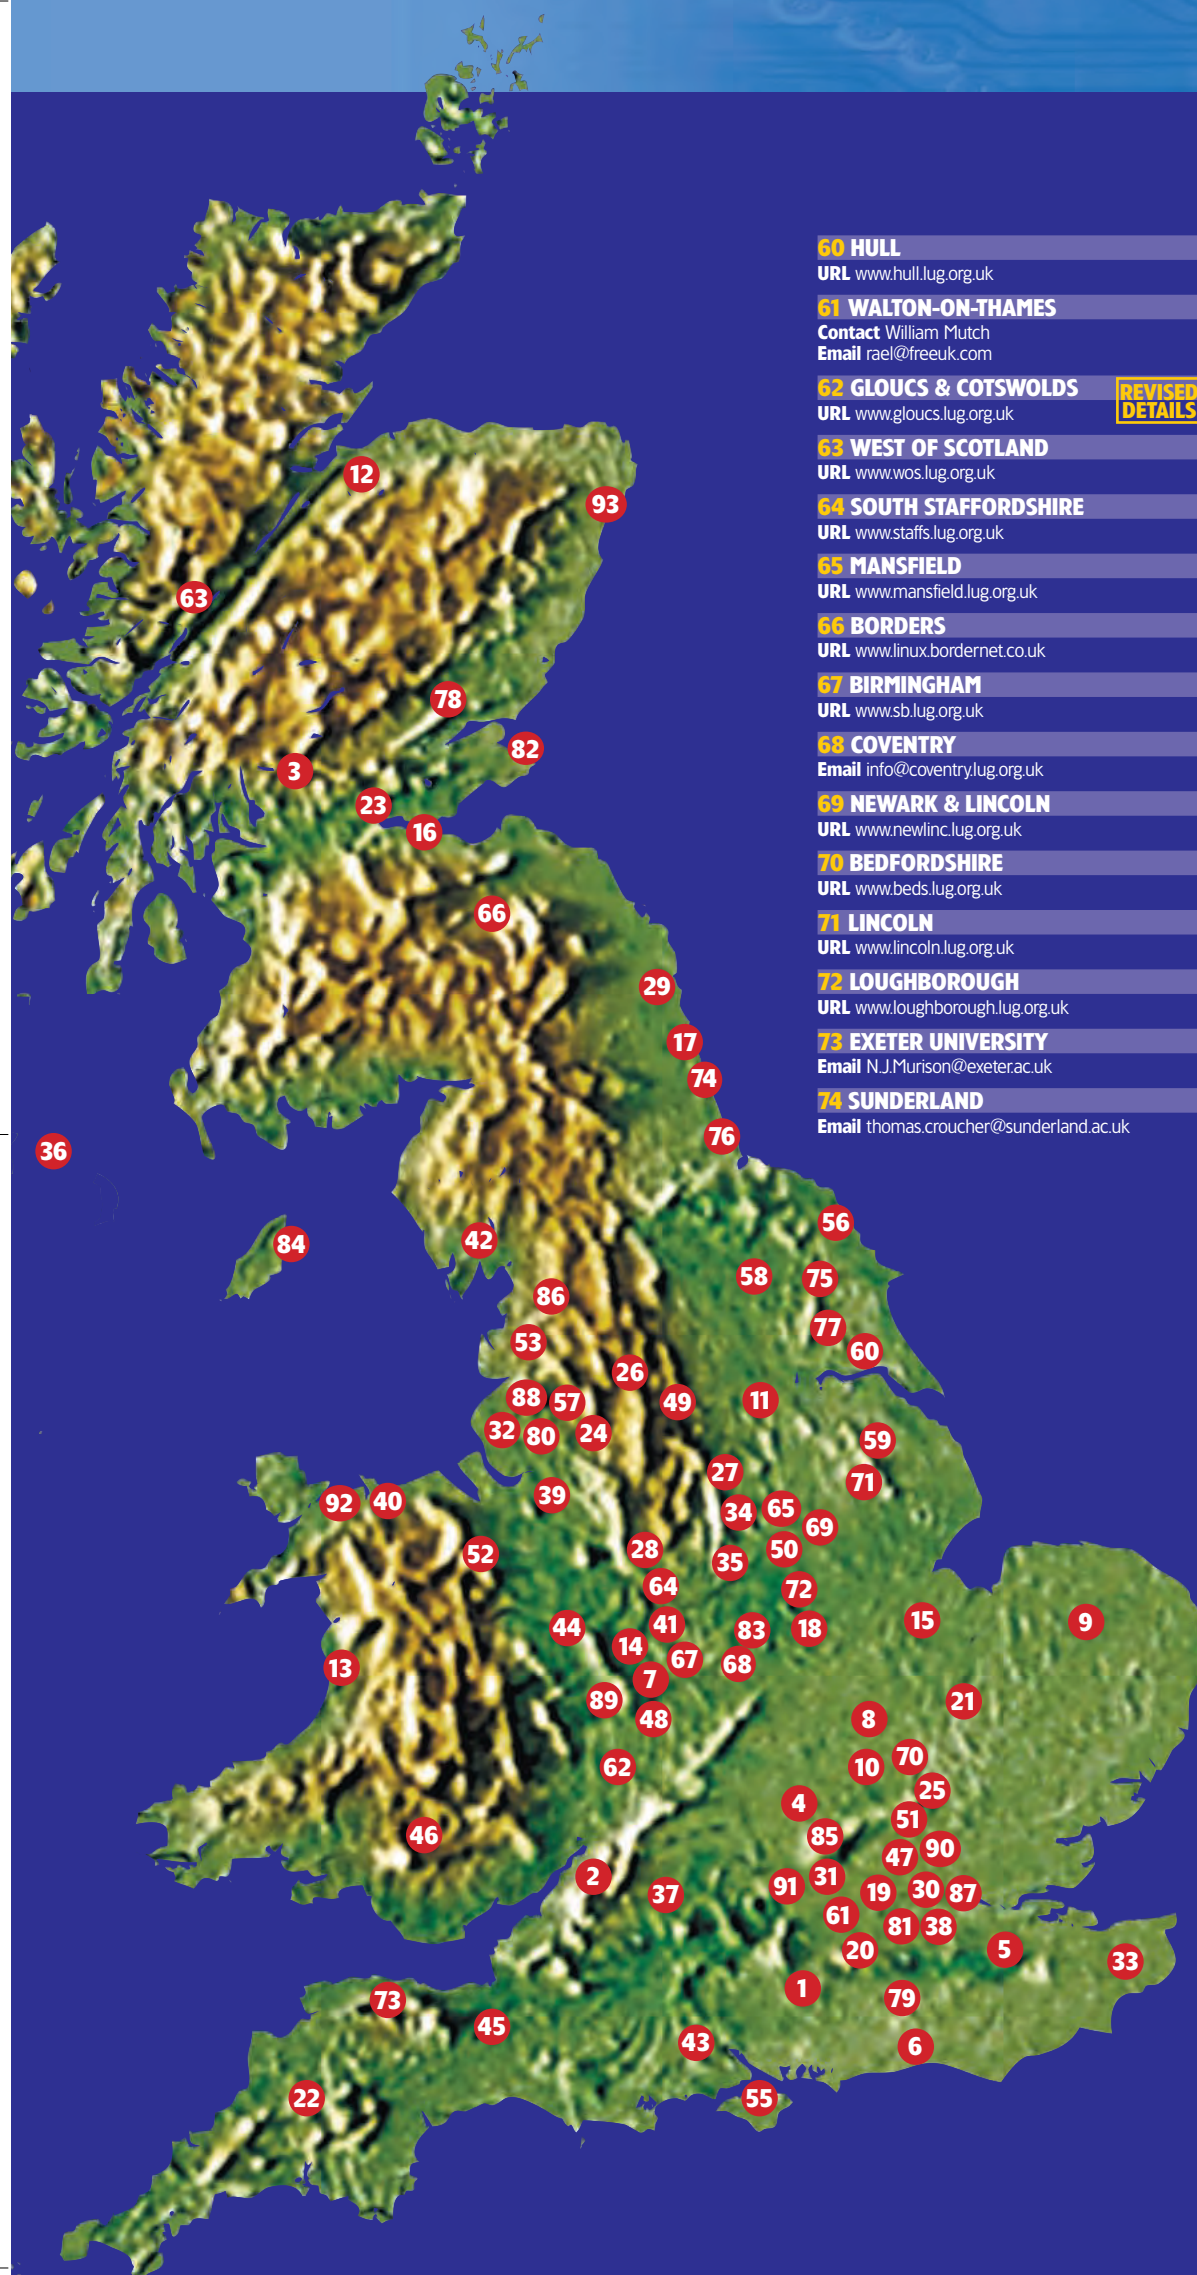 60 HULL
URL www.hull.lug.org.uk
61 WALTON-ON-THAMES
Contact William Mutch
Email rael@freeuk.com
62 GLOUCS & COTSWOLDS
REVISED
DETAILS
URL www.gloucs.lug.org.uk
63 WEST OF SCOTLAND
URL www.wos.lug.org.uk
64 SOUTH STAFFORDSHIRE
URL www.staffs.lug.org.uk
65 MANSFIELD
URL www.mansfield.lug.org.uk
66 BORDERS
URL www.linux.bordernet.co.uk
67 BIRMINGHAM
URL www.sb.lug.org.uk
68 COVENTRY
Email info@coventry.lug.org.uk
69 NEWARK & LINCOLN
URL www.newlinc.lug.org.uk
70 BEDFORDSHIRE
URL www.beds.lug.org.uk
71 LINCOLN
URL www.lincoln.lug.org.uk
72 LOUGHBOROUGH
URL www.loughborough.lug.org.uk
73 EXETER UNIVERSITY
Email N.J.Murison@exeter.ac.uk
74 SUNDERLAND
Email thomas.croucher@sunderland.ac.uk
12
93
63
78
82
3
23
16
66
29
17
74
76
36
84
42
56
58
75
86
77
53
60
26
88
57
49
11
32
80
24
59
27
71
39
92
40
34
65
69
52
28
35
50
64
72
44
41
83
18
15
9
14
67
68
13
7
89
48
21
8
62
10
70
25
4
51
46
85
47
90
2
37
91
31
19
30
87
61
81
38
20
5
33
1
79
73
45
43
6
22
55